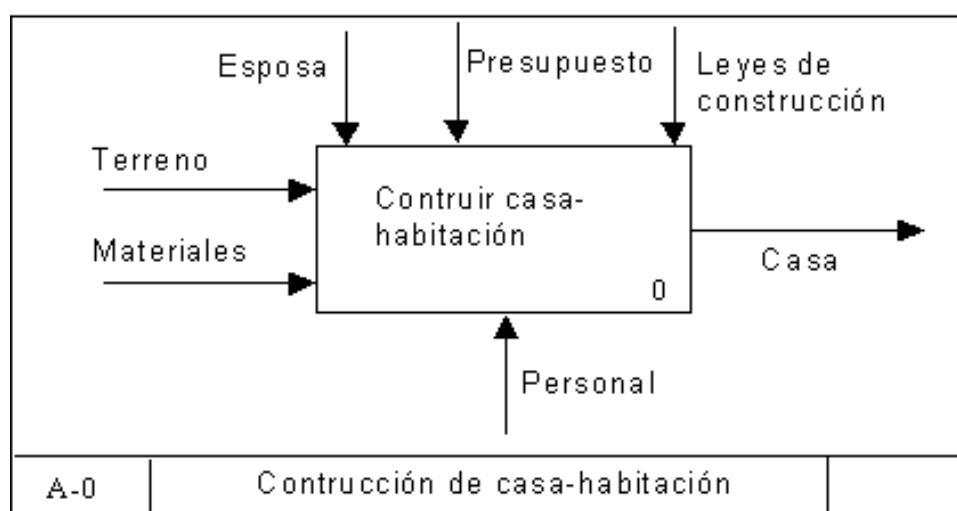 Esposa
Presupuesto
Leyes de
construcción
Terreno
Contruir casa-
habitación
Materiales
Casa
0
Personal
A-0
Contrucción de casa-habitación